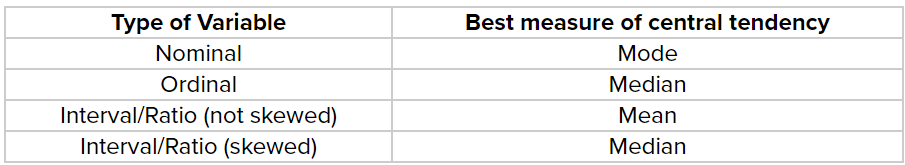 Type of Variable Best measure of central tendency
Nominal Mode
Ordinal Median
Interval/Ratio (not skewed) Mean
Interval/Ratio (skewed) Median